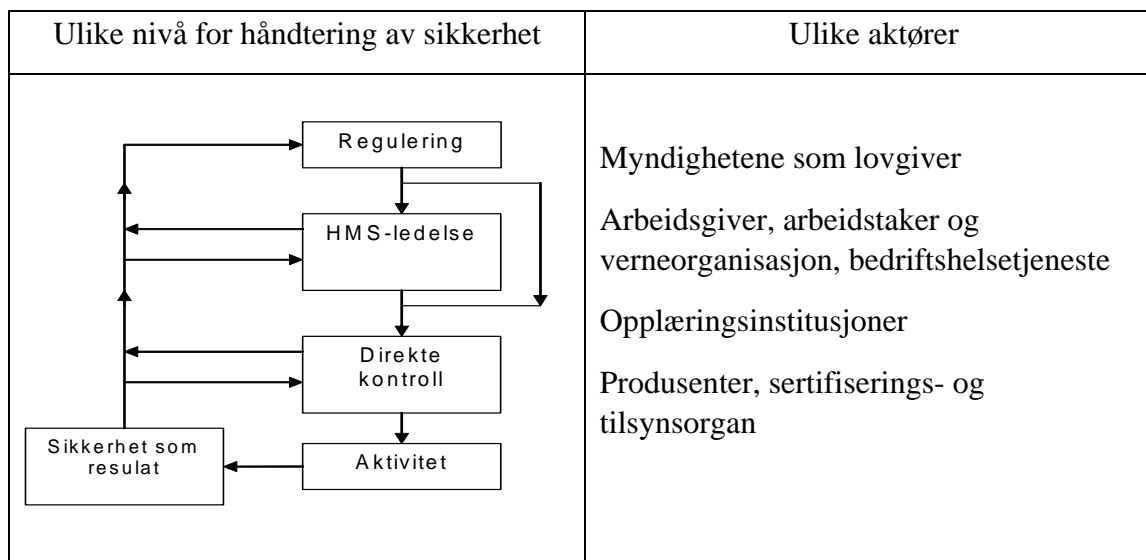 Ulike nivå for håndtering av sikkerhet
Ulike aktører
Regulering
HMS-ledelse
Direkte
kontroll
Aktivitet
Sikkerhet som
resulat
Myndighetene som lovgiver
Arbeidsgiver, arbeidstaker og
verneorganisasjon, bedriftshelsetjeneste
Opplæringsinstitusjoner
Produsenter, sertifiserings- og
tilsynsorgan